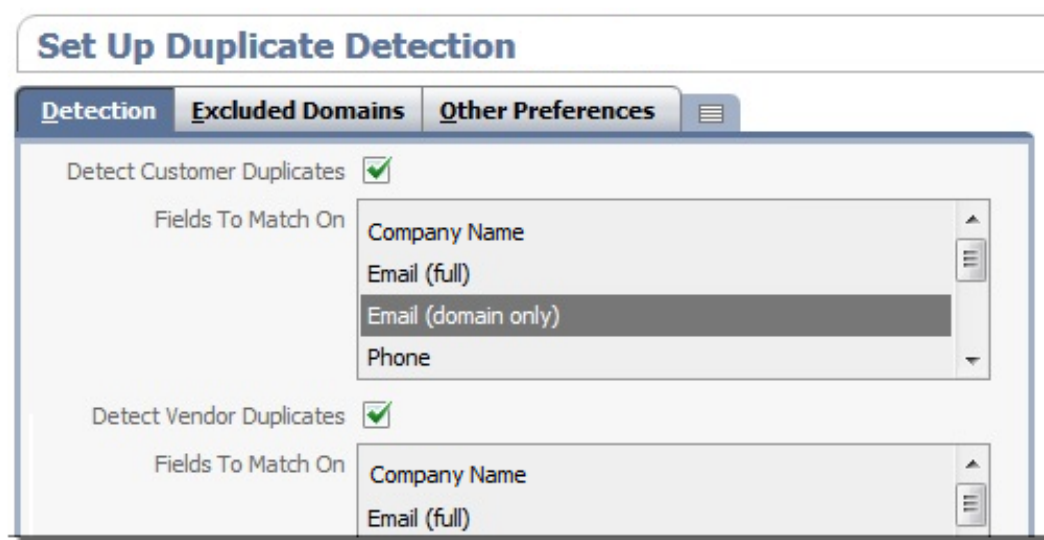 Set Up Duplicate Detection
Detection Excluded Domains Other Preferences
Detect Customer Duplicates
Fields To Match On
Company Name
Email (full)
Email (domain only)
Phone
Detect Vendor Duplicates
Fields To Match On
Company Name
Email (full)